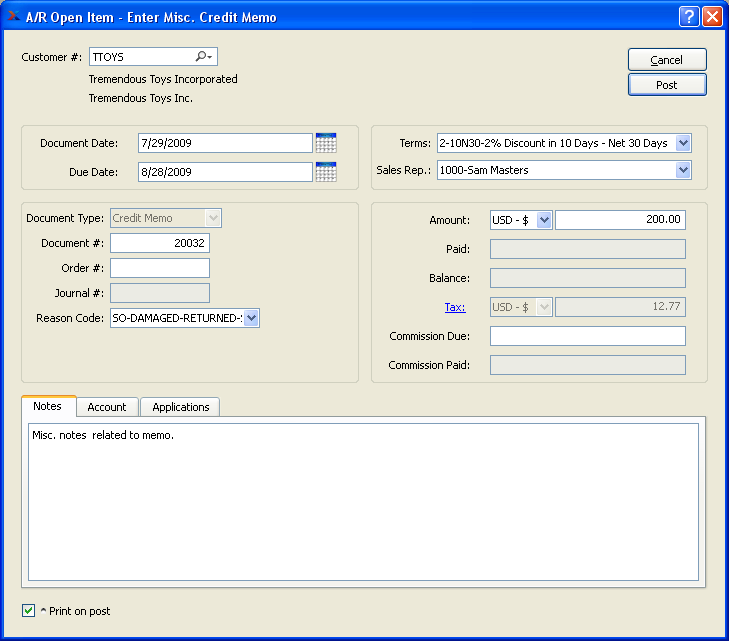 A/R Open Item - Enter Misc. Credit Memo
Customer #: TTOYS
Tremendous Toys Incorporated
Tremendous Toys Inc.
Cancel
Post
Document Date: 7/29/2009
Due Date: 8/28/2009
Terms: 2-10N30-2% Discount in 10 Days - Net 30 Days
Sales Rep.: 1000-Sam Masters
Document Type: Credit Memo
Document #: 20032
Order #:
Journal #:
Reason Code: SO-DAMAGED-RETURNED-
Amount: USD - $ 200.00
Paid:
Balance:
Tax: USD - $ 12.77
Commission Due:
Commission Paid:
Notes Account Applications
Misc. notes related to memo.
^ Print on post